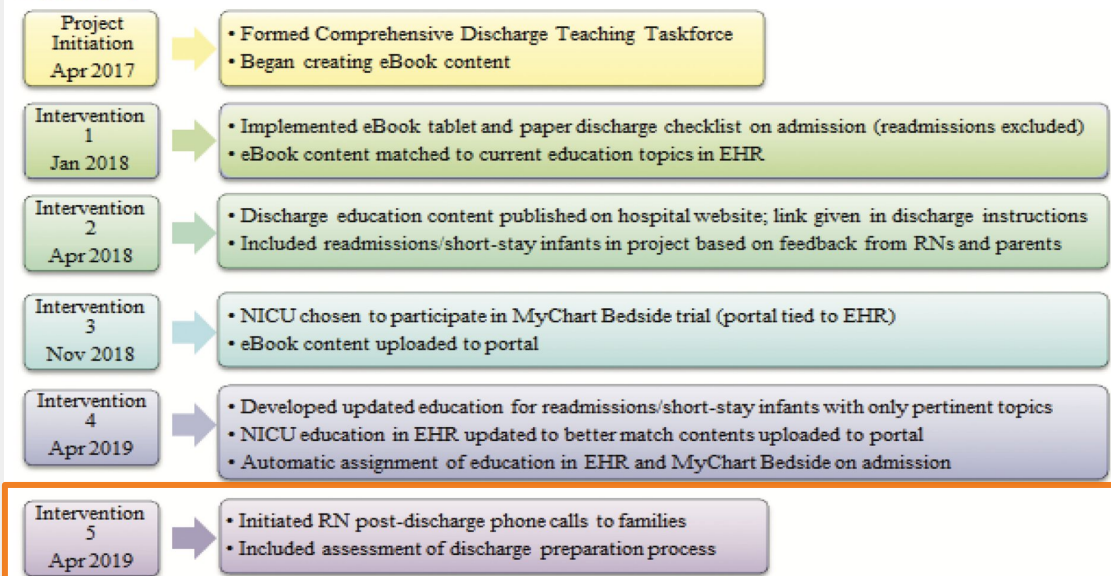 Project
Initiation
Apr 2017
• Formed Comprehensive Discharge Teaching Taskforce
• Began creating eBook content
Intervention
1
Jan 2018
• Implemented eBook tablet and paper discharge checklist on admission (readmissions excluded)
• eBook content matched to current education topics in EHR
Intervention
2
Apr 2018
• Discharge education content published on hospital website; link given in discharge instructions
• Included readmissions/short-stay infants in project based on feedback from RNs and parents
Intervention
3
Nov 2018
• NICU chosen to participate in MyChart Bedside trial (portal tied to EHR)
• eBook content uploaded to portal
Intervention
4
Apr 2019
• Developed updated education for readmissions/short-stay infants with only pertinent topics
• NICU education in EHR updated to better match contents uploaded to portal
• Automatic assignment of education in EHR and MyChart Bedside on admission
Intervention
5
Apr 2019
• Initiated RN post-discharge phone calls to families
• Included assessment of discharge preparation process